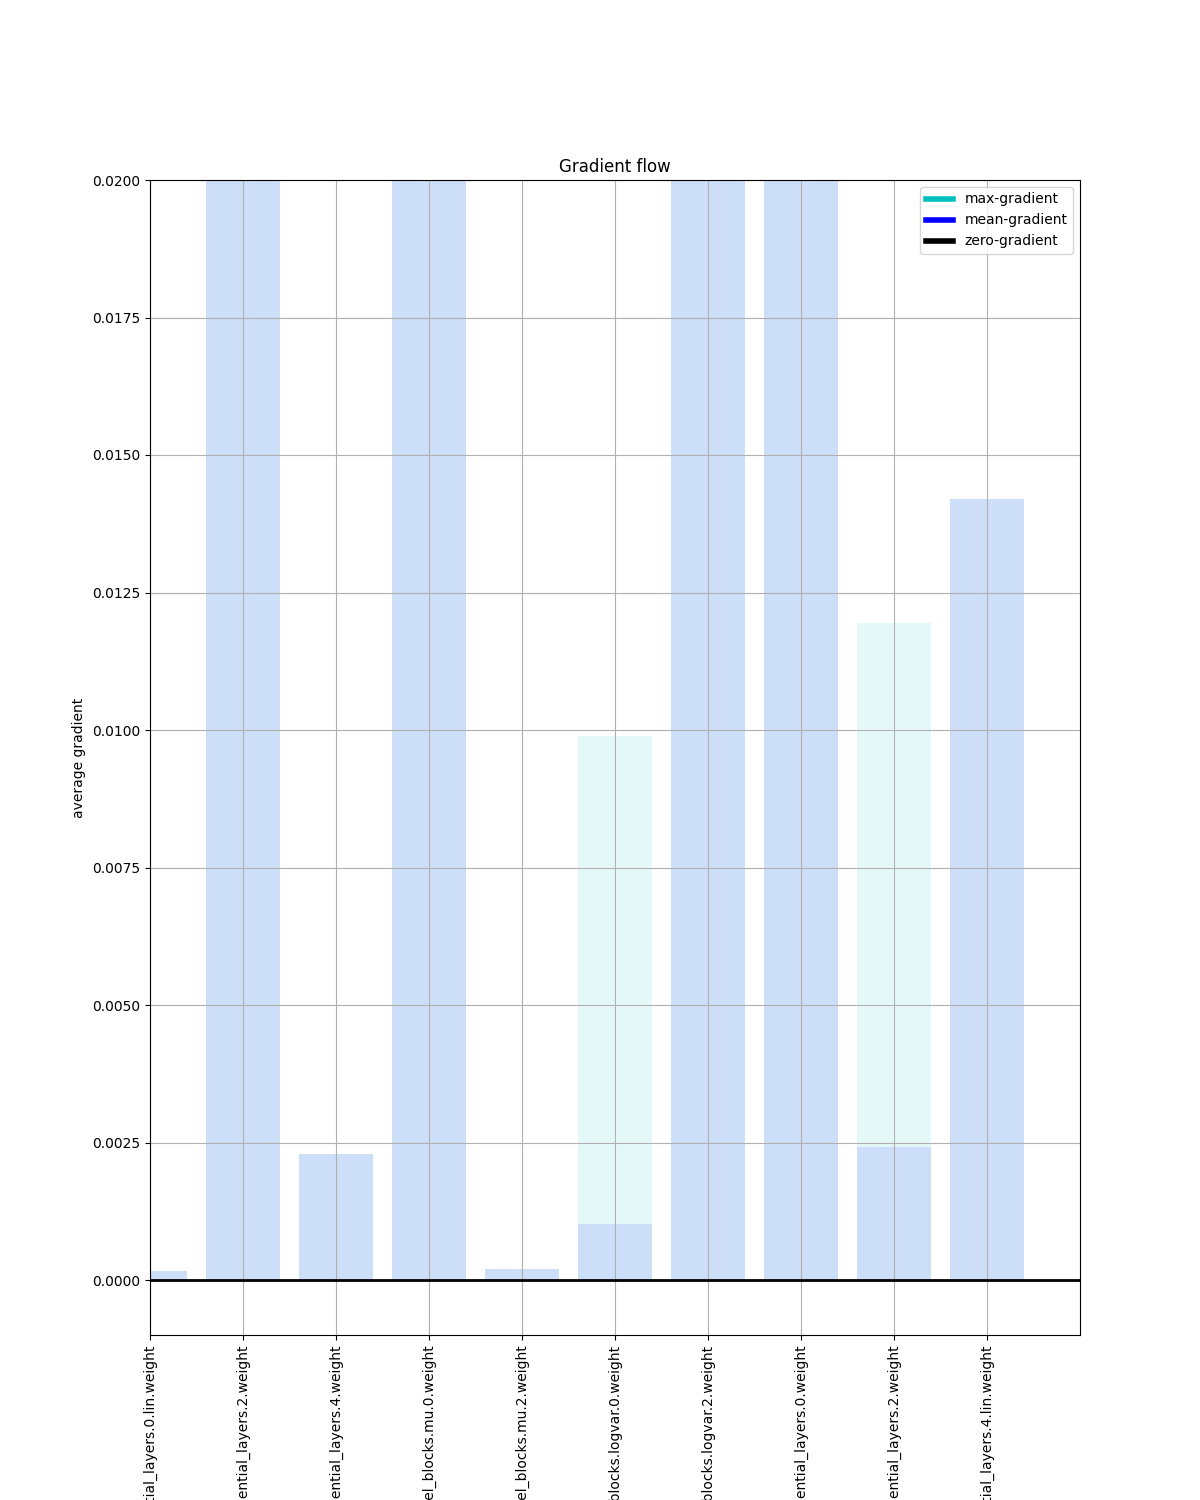 Gradient flow
max-gradient
mean-gradient
zero-gradient
0.0200
0.0175
0.0150
0.0125
0.0100
0.0075
0.0050
0.0025
0.0000
average gradient
tial_layers.0.lin.weight
ential_layers.2.weight
ential_layers.4.weight
el_blocks.mu.0.weight
el_blocks.mu.2.weight
blocks.logvar.0.weight
blocks.logvar.2.weight
ential_layers.0.weight
ential_layers.2.weight
tial_layers.4.lin.weight